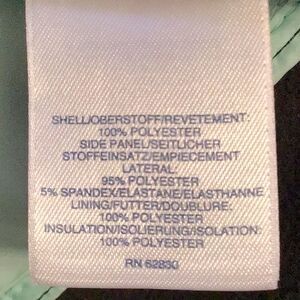 SHELL/OBERSTOFF/REVETEMENT:
100% POLYESTER
SIDE PANEL/SEITLICHER
STOFFEINSATZ/EMPIECEMENT
LATERAL:
95% POLYESTER
5% SPANDEX/ELASTANE/ELASTHANNE
LINING/FUTTER/DOUBLURE:
100% POLYESTER
INSULATION/ISOLIERUNG/ISOLATION:
100% POLYESTER
RN 62830